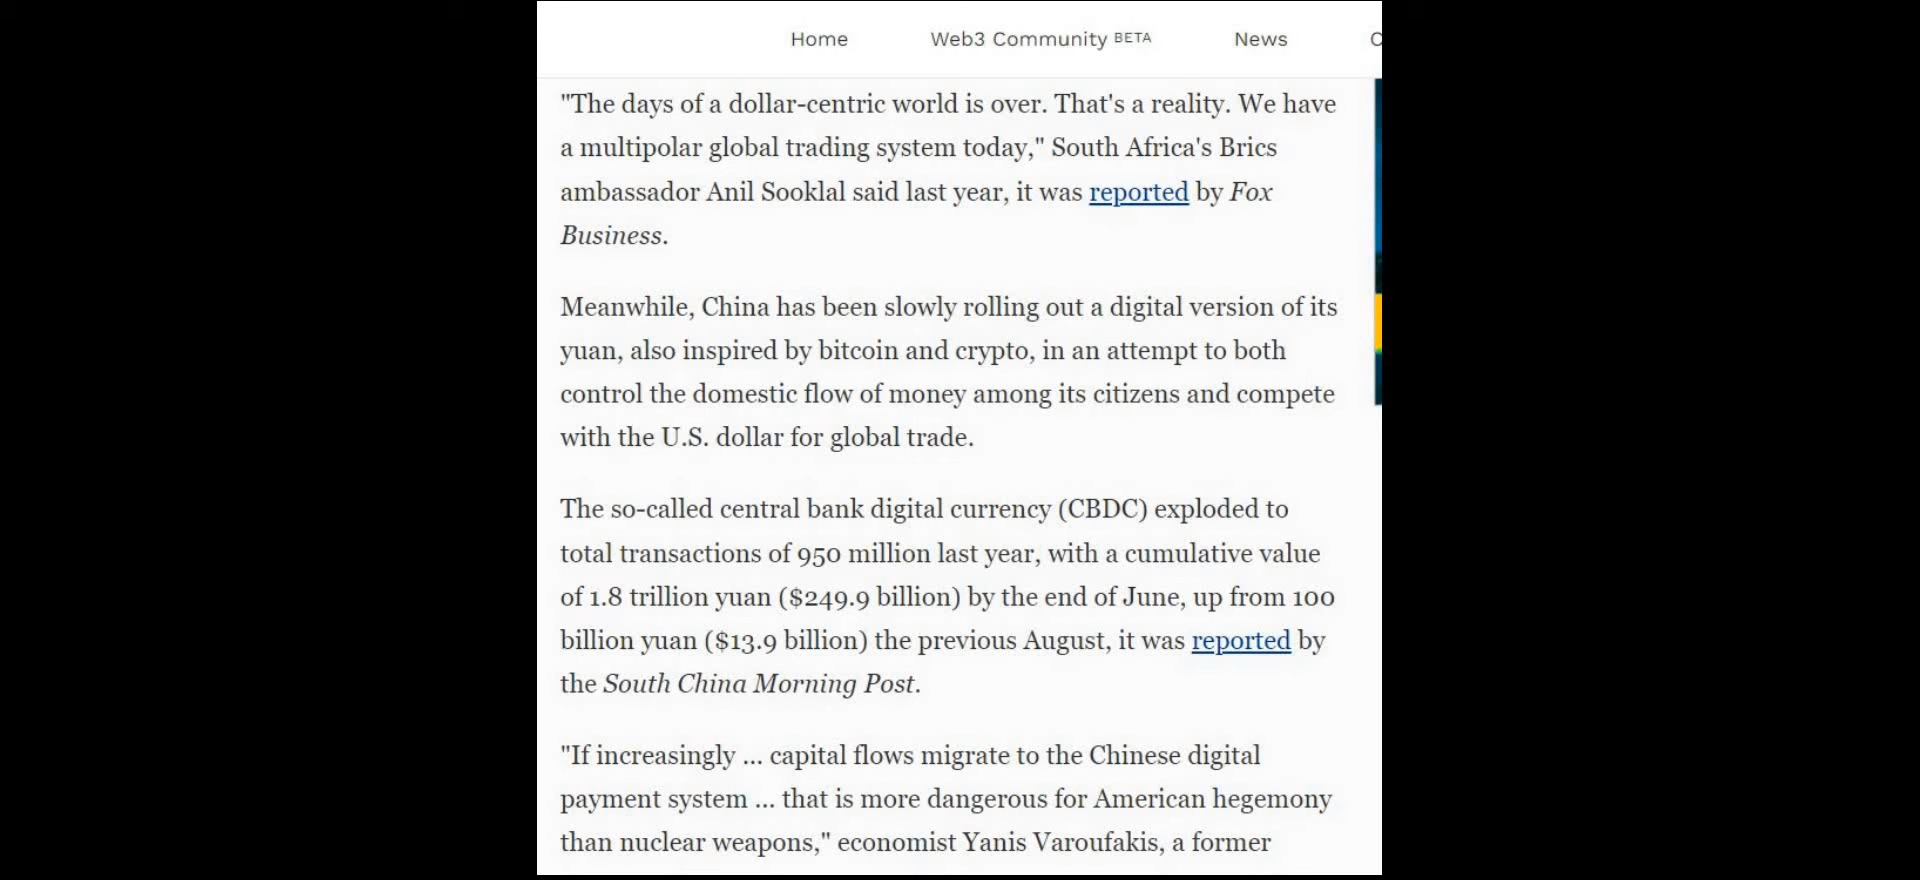 Home Web3 Community BETA News
"The days of a dollar-centric world is over. That's a reality. We have
a multipolar global trading system today," South Africa's Brics
ambassador Anil Sooklal said last year, it was reported by Fox
Business.
Meanwhile, China has been slowly rolling out a digital version of its
yuan, also inspired by bitcoin and crypto, in an attempt to both
control the domestic flow of money among its citizens and compete
with the U.S. dollar for global trade.
The so-called central bank digital currency (CBDC) exploded to
total transactions of 950 million last year, with a cumulative value
of 1.8 trillion yuan ($249.9 billion) by the end of June, up from 100
billion yuan ($13.9 billion) the previous August, it was reported by
the South China Morning Post.
"If increasingly ... capital flows migrate to the Chinese digital
payment system ... that is more dangerous for American hegemony
than nuclear weapons," economist Yanis Varoufakis, a former